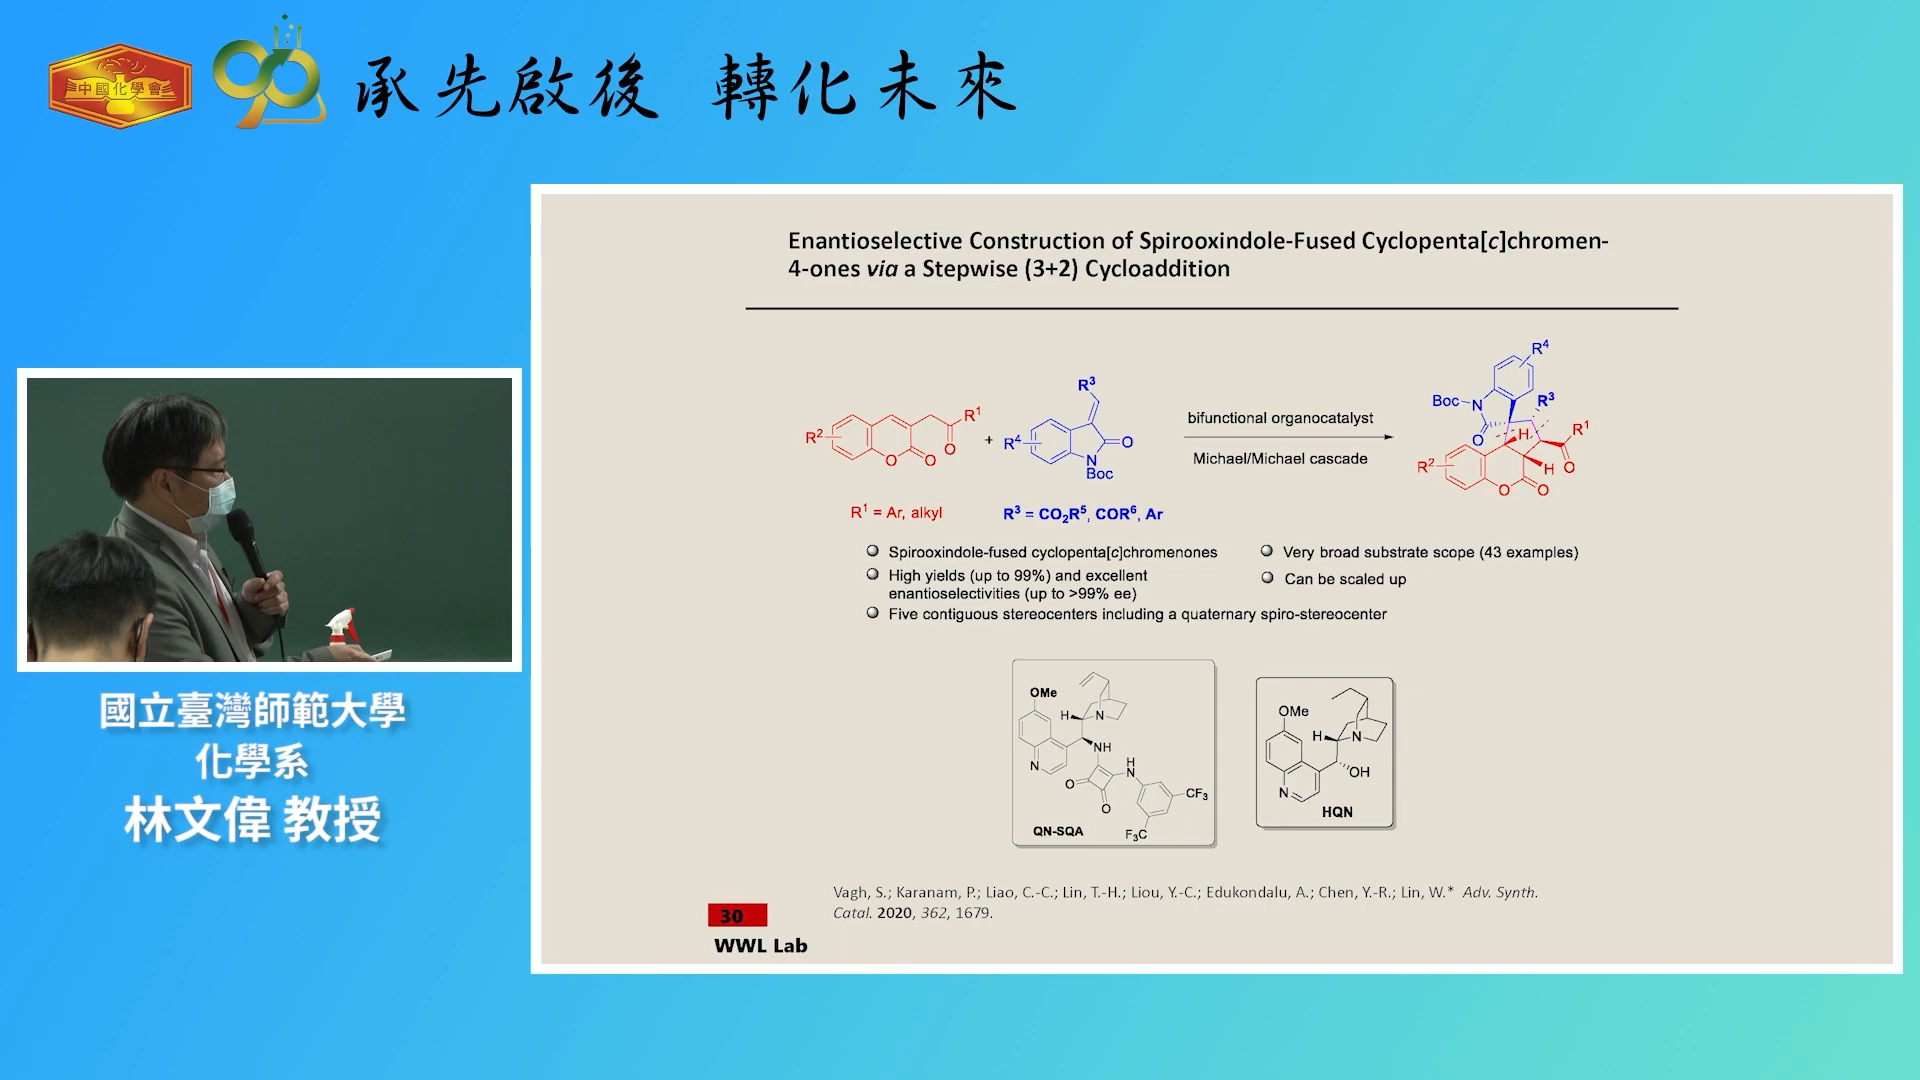 中國化學會
90
承先啟後 轉化未來
Enantioselective Construction of Spirooxindole-Fused Cyclopenta[c]chromen-
4-ones via a Stepwise (3+2) Cycloaddition
R2
O
O
O
R1
+
R4
R3
O
N
Boc
bifunctional organocatalyst
Michael/Michael cascade
R4
Boc
N
R3
O
H
R1
R2
H
O
O
O
R1 = Ar, alkyl
R3 = CO2R5, COR6, Ar
Spirooxindole-fused cyclopenta[c]chromenones
High yields (up to 99%) and excellent
enantioselectivities (up to >99% ee)
Five contiguous stereocenters including a quaternary spiro-stereocenter
Very broad substrate scope (43 examples)
Can be scaled up
OMe
H
N
NH
N
H
N
O
O
CF3
F3C
QN-SQA
OMe
H
N
OH
N
HQN
Vagh, S.; Karanam, P.; Liao, C.-C.; Lin, T.-H.; Liou, Y.-C.; Edukondalu, A.; Chen, Y.-R.; Lin, W.* Adv. Synth.
Catal. 2020, 362, 1679.
30
WWL Lab
國立臺灣師範大學
化學系
林文偉 教授